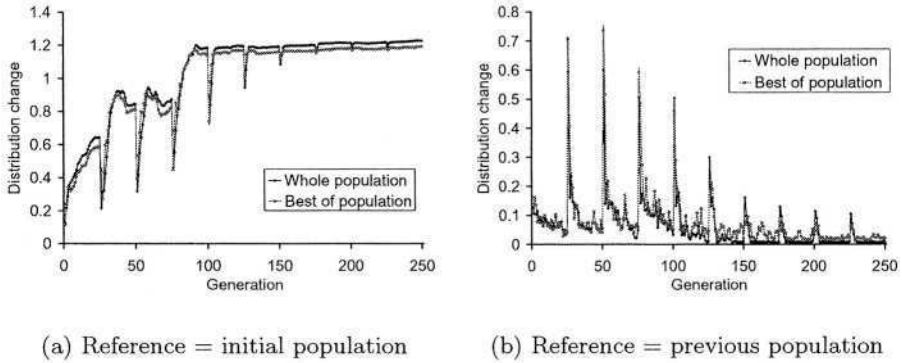 Distribution change
1.4
1.2
1
0.8
0.6
0.4
0.2
0
Whole population
Best of population
0 50 100 150 200 250
Generation
(a) Reference = initial population
Distribution change
0.8
0.7
0.6
0.5
0.4
0.3
0.2
0.1
0
Whole population
Best of population
0 50 100 150 200 250
Generation
(b) Reference = previous population